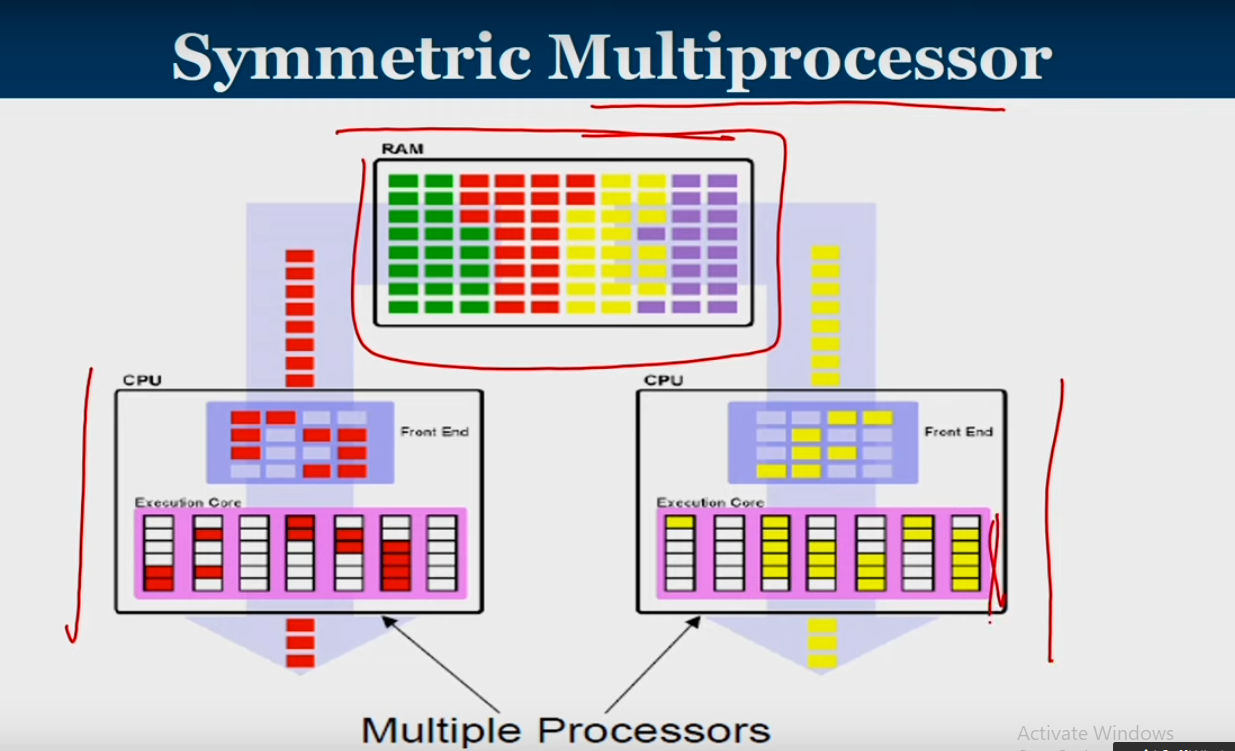 Symmetric Multiprocessor
RAM
CPU
CPU
Front End
Front End
Execution Core
Execution Core
Multiple Processors
Activate Windows